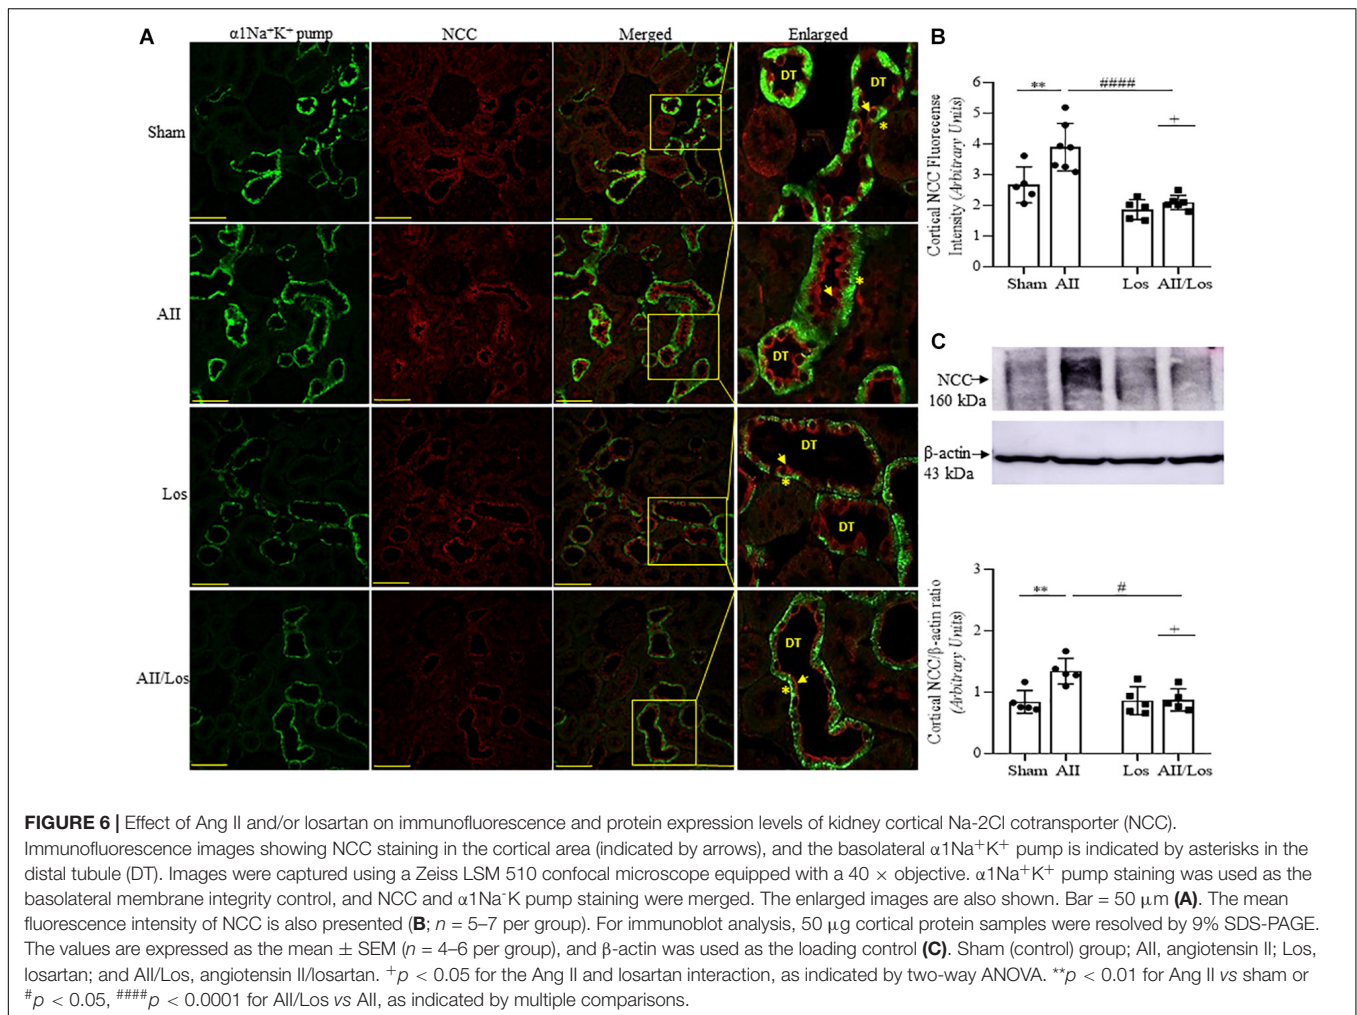 A
α1Na⁺K⁺ pump NCC Merged Enlarged
Sham
DT
DT
*
AII
*
DT
Los
DT
*
DT
AII/Los
DT
*
B
Cortical NCC Fluorecense
Intensity (Arbitrary Units)
6
5
4
3
2
1
0
** #### +
Sham AII Los AII/Los
C
NCC
160 kDa
β-actin
43 kDa
Cortical NCC/β-actin ratio
(Arbitrary Units)
3
2
1
0
** # +
Sham AII Los AII/Los
FIGURE 6 | Effect of Ang II and/or losartan on immunofluorescence and protein expression levels of kidney cortical Na-2Cl cotransporter (NCC).
Immunofluorescence images showing NCC staining in the cortical area (indicated by arrows), and the basolateral α1Na⁺K⁺ pump is indicated by asterisks in the
distal tubule (DT). Images were captured using a Zeiss LSM 510 confocal microscope equipped with a 40 × objective. α1Na⁺K⁺ pump staining was used as the
basolateral membrane integrity control, and NCC and α1Na⁻K pump staining were merged. The enlarged images are also shown. Bar = 50 μm (A). The mean
fluorescence intensity of NCC is also presented (B; n = 5–7 per group). For immunoblot analysis, 50 μg cortical protein samples were resolved by 9% SDS-PAGE.
The values are expressed as the mean ± SEM (n = 4–6 per group), and β-actin was used as the loading control (C). Sham (control) group; AII, angiotensin II; Los,
losartan; and AII/Los, angiotensin II/losartan. ⁺p < 0.05 for the Ang II and losartan interaction, as indicated by two-way ANOVA. **p < 0.01 for Ang II vs sham or
#p < 0.05, ####p < 0.0001 for AII/Los vs AII, as indicated by multiple comparisons.